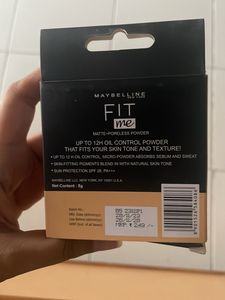 MAYBELLINE
NEW YORK
FIT
me
MATTE+PORELESS POWDER
UP TO 12H OIL CONTROL POWDER
THAT FITS YOUR SKIN TONE AND TEXTURE!
• UP TO 12 H OIL CONTROL, MICRO-POWDER ABSORBS SEBUM AND SWEAT
• SKIN-FITTING PIGMENTS BLEND IN WITH NATURAL SKIN TONE
• SUN PROTECTION SPF 28, PA+++
MAYBELLINE LLC, NEW YORK, NY 10001 U.S.A.
Net Content : 6g